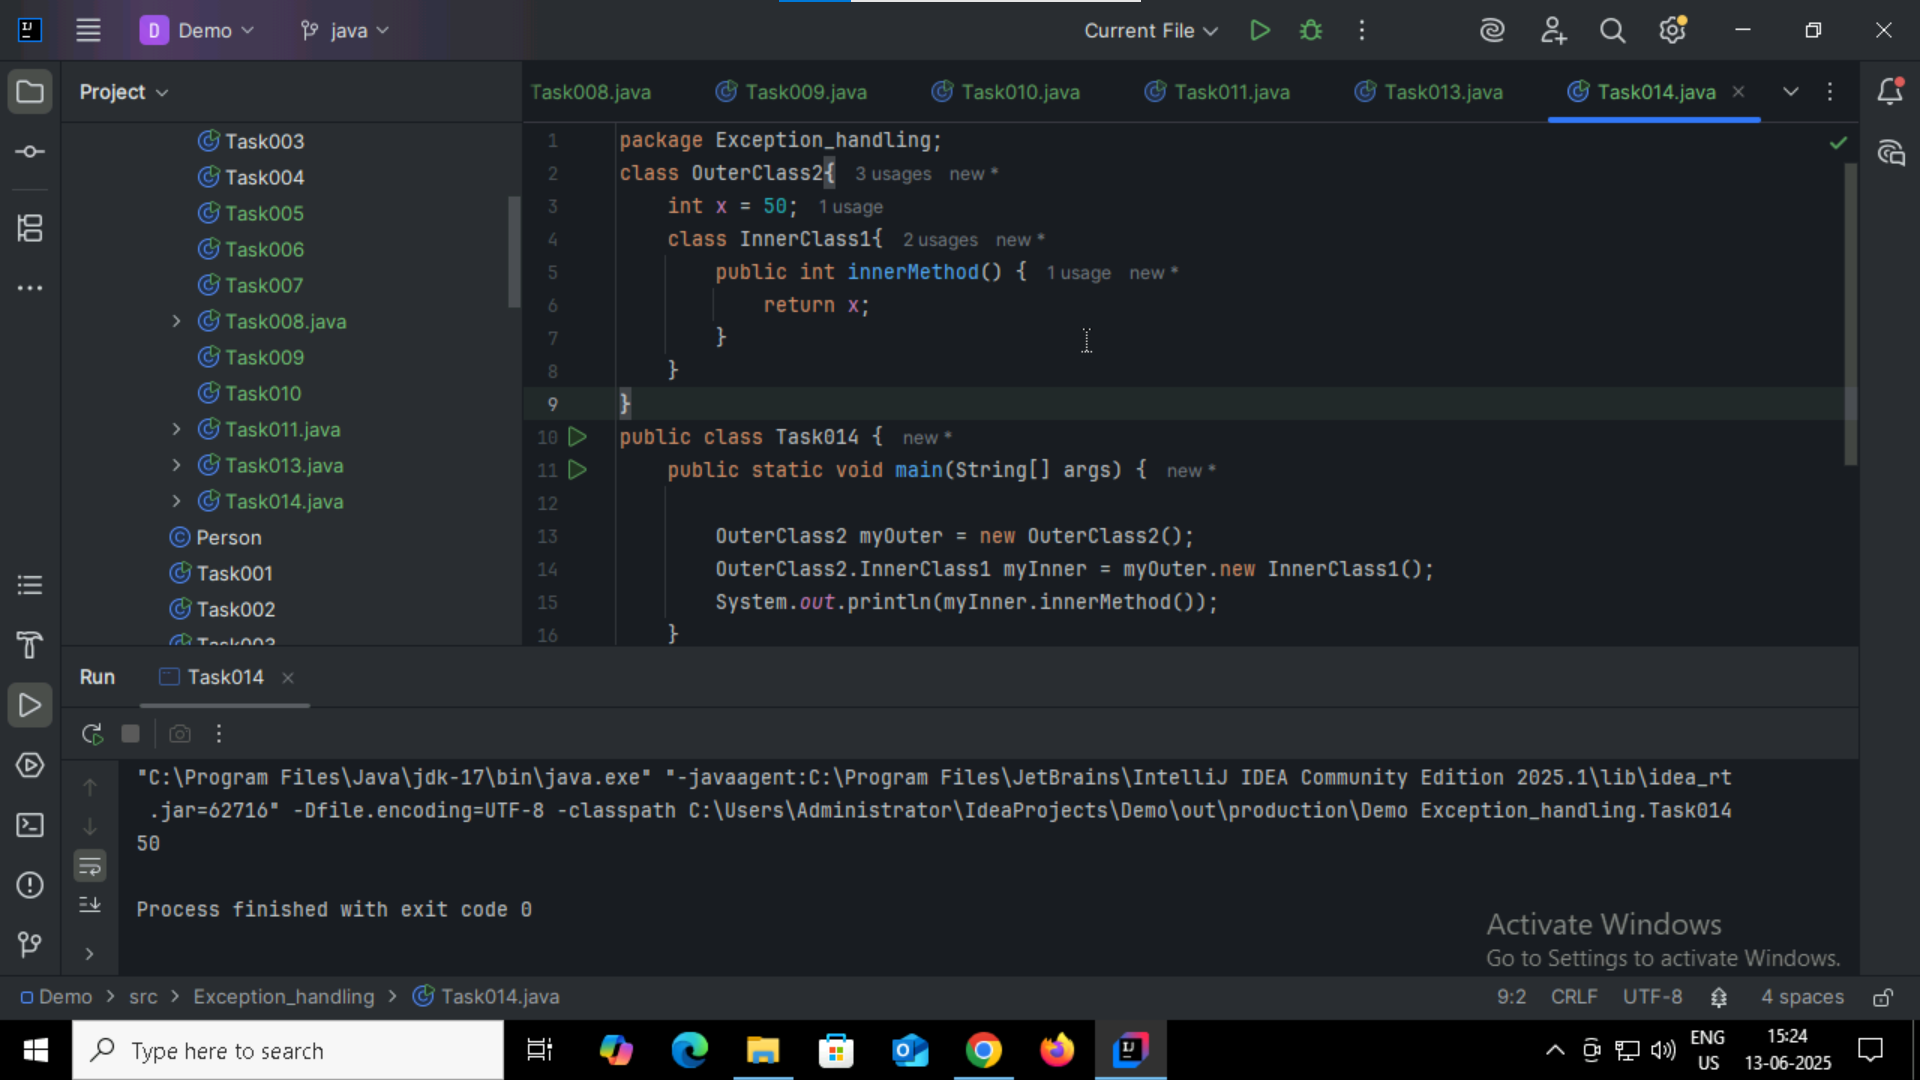 D Demo java Current File
Project
Task008.java Task009.java Task010.java Task011.java Task013.java Task014.java
Task003
Task004
Task005
Task006
Task007
Task008.java
Task009
Task010
Task011.java
Task013.java
Task014.java
Person
Task001
Task002
Task003
1 package Exception_handling;
2 class OuterClass2{ 3 usages new *
3 int x = 50; 1 usage
4 class InnerClass1{ 2 usages new *
5 public int innerMethod() { 1 usage new *
6 return x;
7 }
8 }
9 }
10 public class Task014 { new *
11 public static void main(String[] args) { new *
12
13 OuterClass2 myOuter = new OuterClass2();
14 OuterClass2.InnerClass1 myInner = myOuter.new InnerClass1();
15 System.out.println(myInner.innerMethod());
16 }
Run Task014
"C:\Program Files\Java\jdk-17\bin\java.exe" "-javaagent:C:\Program Files\JetBrains\IntelliJ IDEA Community Edition 2025.1\lib\idea_rt
.jar=62716" -Dfile.encoding=UTF-8 -classpath C:\Users\Administrator\IdeaProjects\Demo\out\production\Demo Exception_handling.Task014
50
Process finished with exit code 0
Activate Windows
Go to Settings to activate Windows.
Demo > src > Exception_handling > Task014.java 9:2 CRLF UTF-8 4 spaces
Type here to search
ENG
US
15:24
13-06-2025